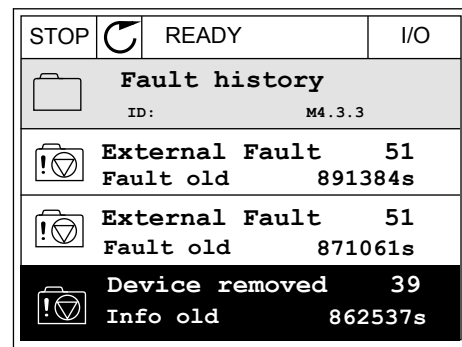 STOP READY I/O
Fault history
ID: M4.3.3
External Fault 51
Fault old 891384s
External Fault 51
Fault old 871061s
Device removed 39
Info old 862537s